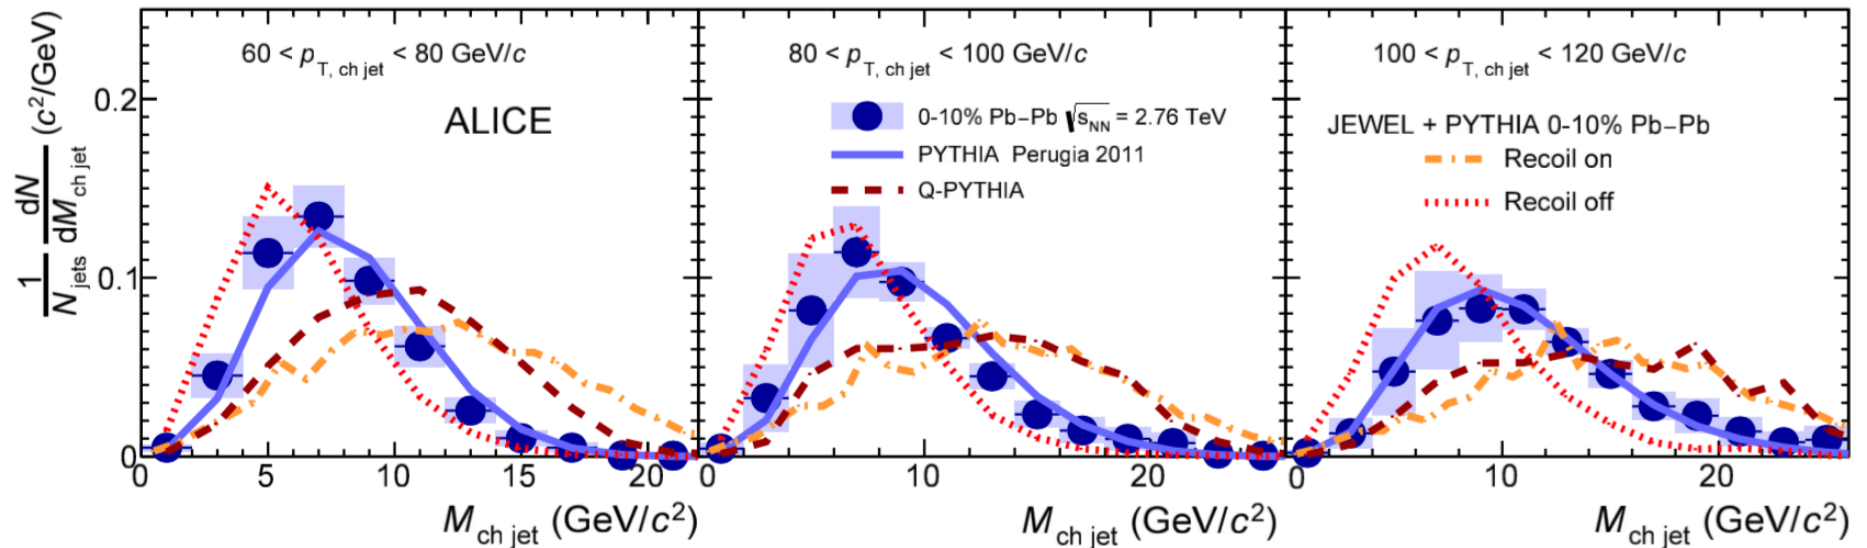 1/N_jets dN/dM_ch jet (c²/GeV)
60 < p_T, ch jet < 80 GeV/c
ALICE
0.2
0.1
0
0 5 10 15 20
M_ch jet (GeV/c²)
80 < p_T, ch jet < 100 GeV/c
0-10% Pb−Pb √s_NN = 2.76 TeV
PYTHIA Perugia 2011
Q-PYTHIA
0 10 20
M_ch jet (GeV/c²)
100 < p_T, ch jet < 120 GeV/c
JEWEL + PYTHIA 0-10% Pb−Pb
Recoil on
Recoil off
0 10 20
M_ch jet (GeV/c²)